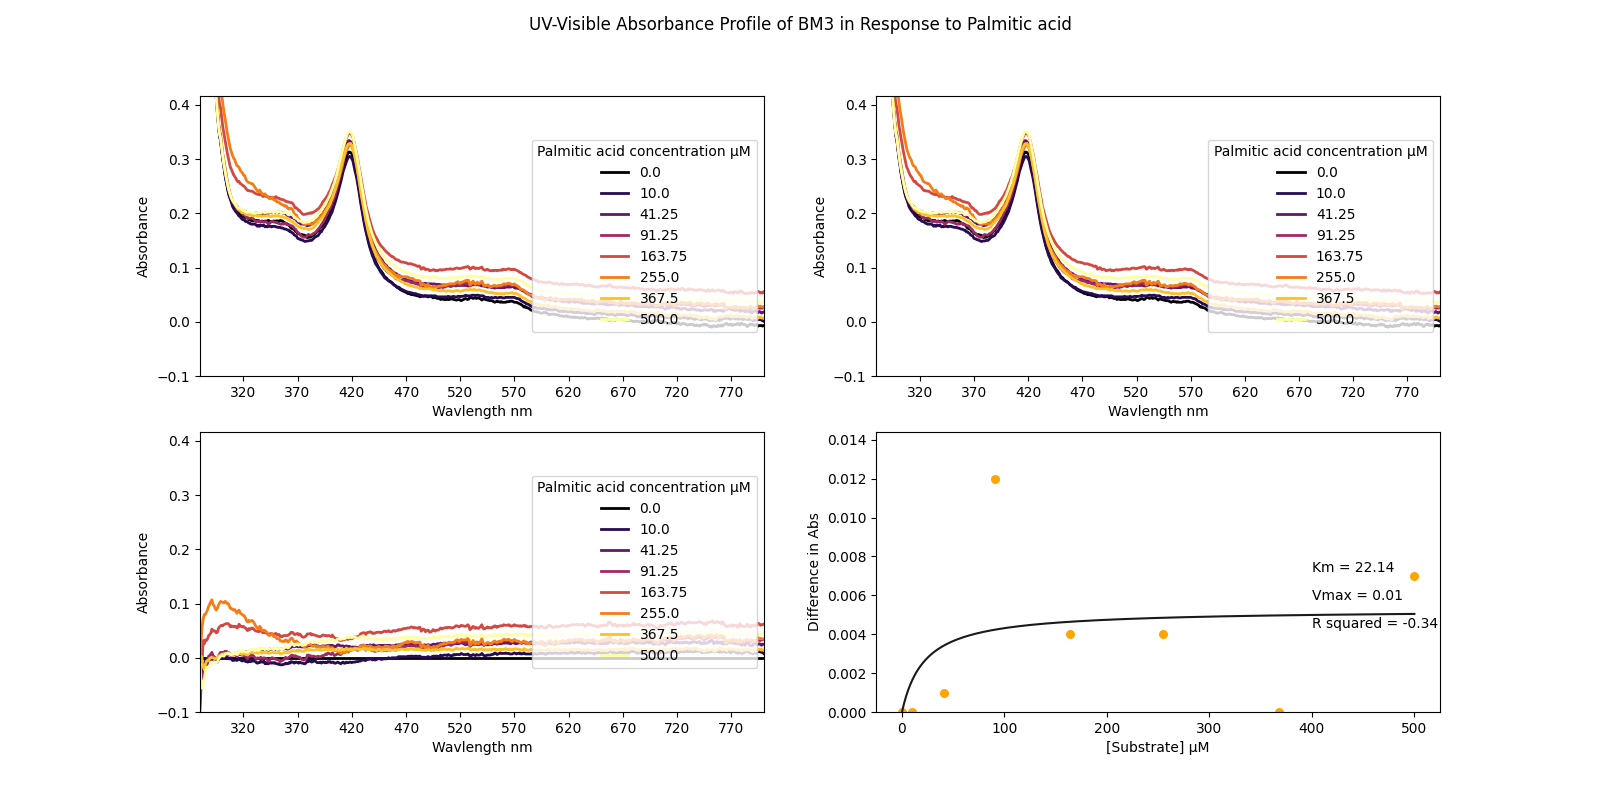 UV-Visible Absorbance Profile of BM3 in Response to Palmitic acid
Absorbance
0.4
0.3
0.2
0.1
0.0
−0.1
320 370 420 470 520 570 620 670 720 770
Wavlength nm
Palmitic acid concentration μM
0.0
10.0
41.25
91.25
163.75
255.0
367.5
500.0
Absorbance
0.4
0.3
0.2
0.1
0.0
−0.1
320 370 420 470 520 570 620 670 720 770
Wavlength nm
Palmitic acid concentration μM
0.0
10.0
41.25
91.25
163.75
255.0
367.5
500.0
Absorbance
0.4
0.3
0.2
0.1
0.0
−0.1
320 370 420 470 520 570 620 670 720 770
Wavlength nm
Palmitic acid concentration μM
0.0
10.0
41.25
91.25
163.75
255.0
367.5
500.0
Difference in Abs
0.014
0.012
0.010
0.008
0.006
0.004
0.002
0.000
0 100 200 300 400 500
[Substrate] μM
Km = 22.14
Vmax = 0.01
R squared = -0.34